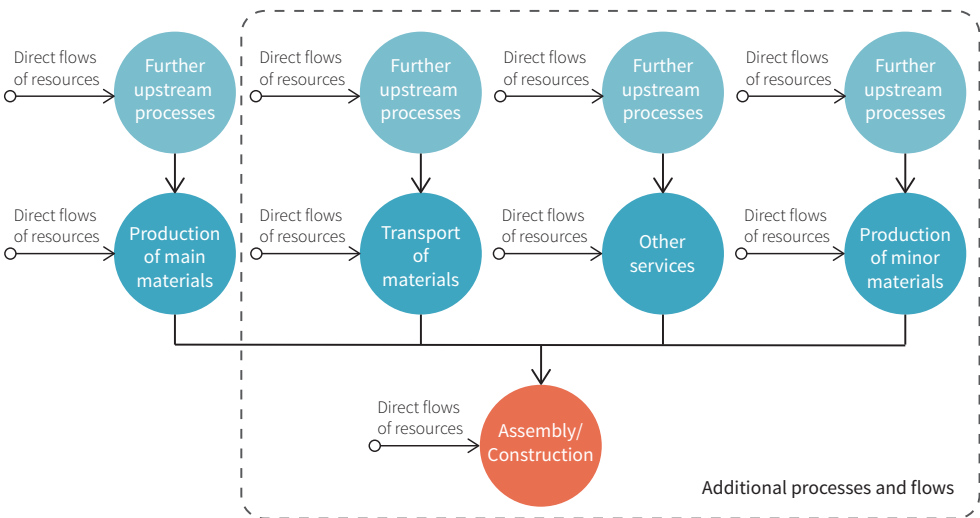 Direct flows
of resources
Further
upstream
processes
Direct flows
of resources
Further
upstream
processes
Direct flows
of resources
Further
upstream
processes
Direct flows
of resources
Further
upstream
processes
Direct flows
of resources
Production
of main
materials
Direct flows
of resources
Transport
of
materials
Direct flows
of resources
Other
services
Direct flows
of resources
Production
of minor
materials
Direct flows
of resources
Assembly/
Construction
Additional processes and flows